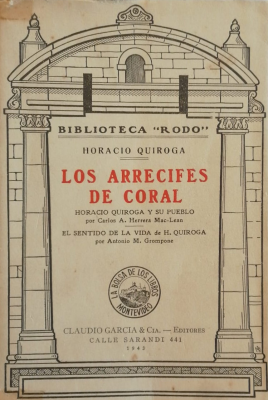 BIBLIOTECA "RODO"
HORACIO QUIROGA
LOS ARRECIFES
DE CORAL
HORACIO QUIROGA Y SU PUEBLO
por Carlos A. Herrera Mac-Lean
EL SENTIDO DE LA VIDA de H. QUIROGA
por Antonio M. Grompone
LA BOLSA DE LOS LIBROS
MONTEVIDEO
CLAUDIO GARCIA & Cia. — EDITORES
CALLE SARANDI 441
1943